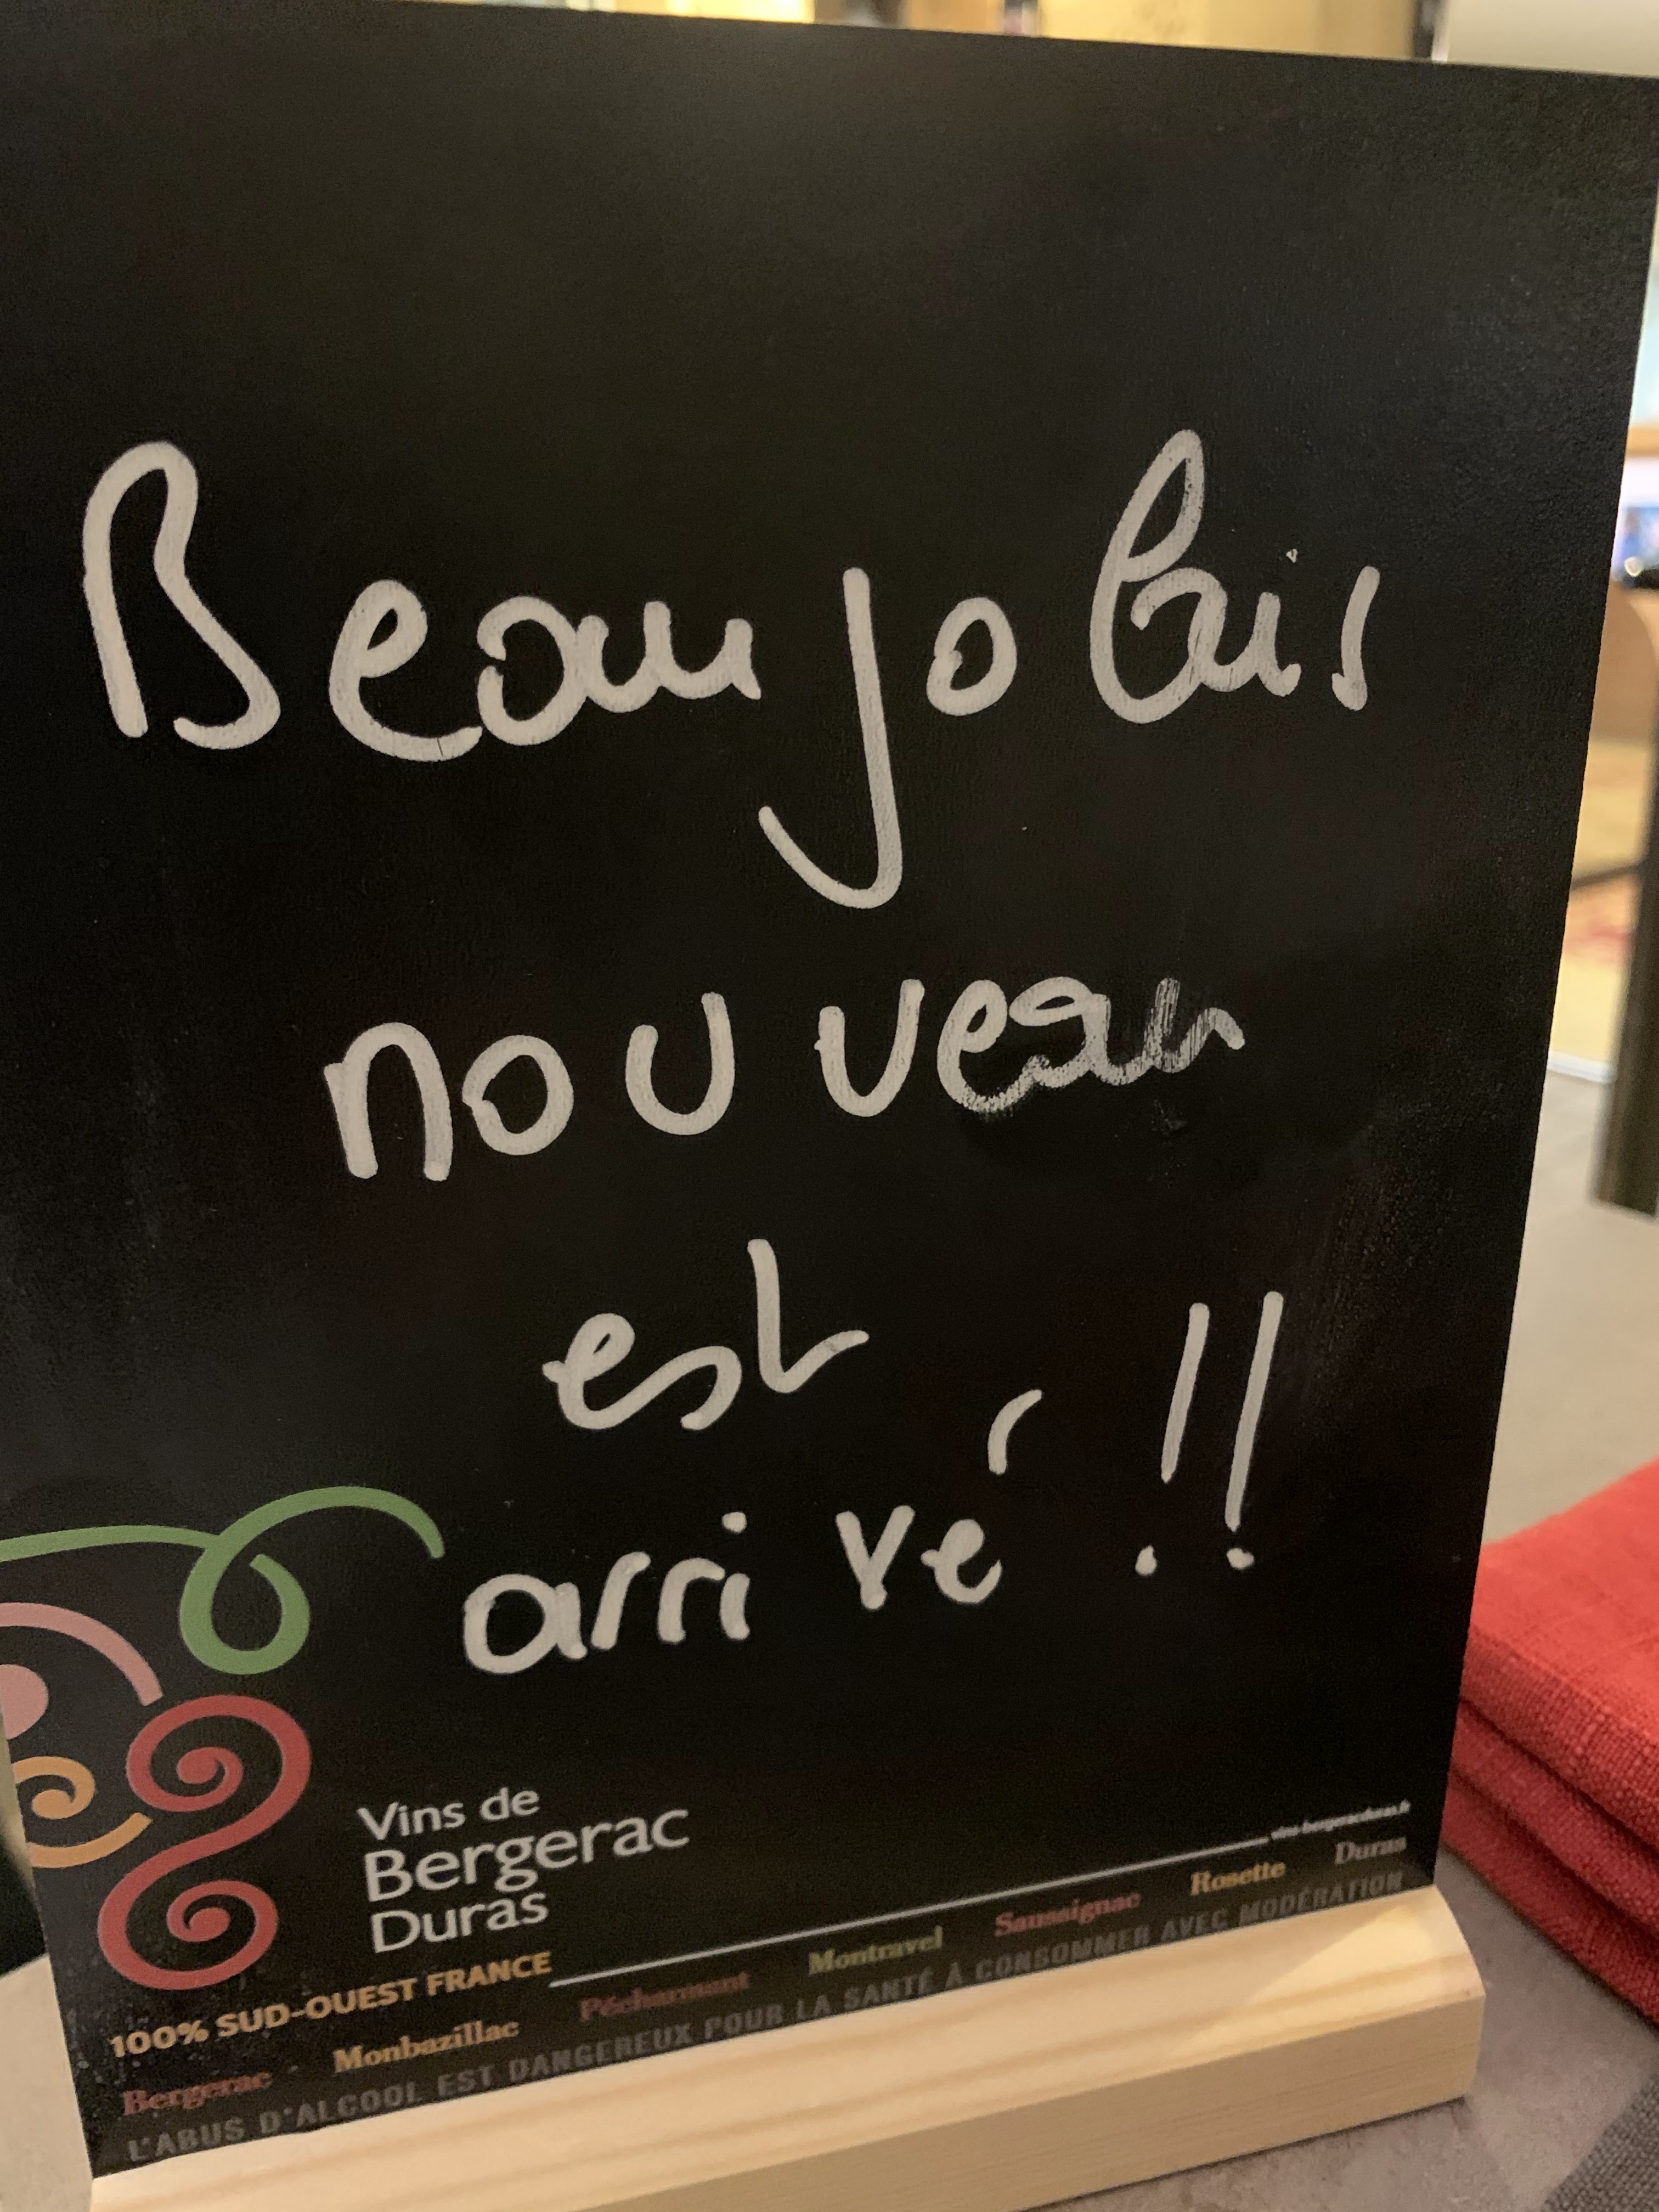 Beaujolais
nouveau
est
arrivé !!
Vins de
Bergerac
Duras
100% SUD-OUEST FRANCE
vins-bergeracduras.fr
Bergerac Monbazillac Pécharmant Montravel Saussignac Rosette Duras
L'ABUS D'ALCOOL EST DANGEREUX POUR LA SANTÉ À CONSOMMER AVEC MODÉRATION